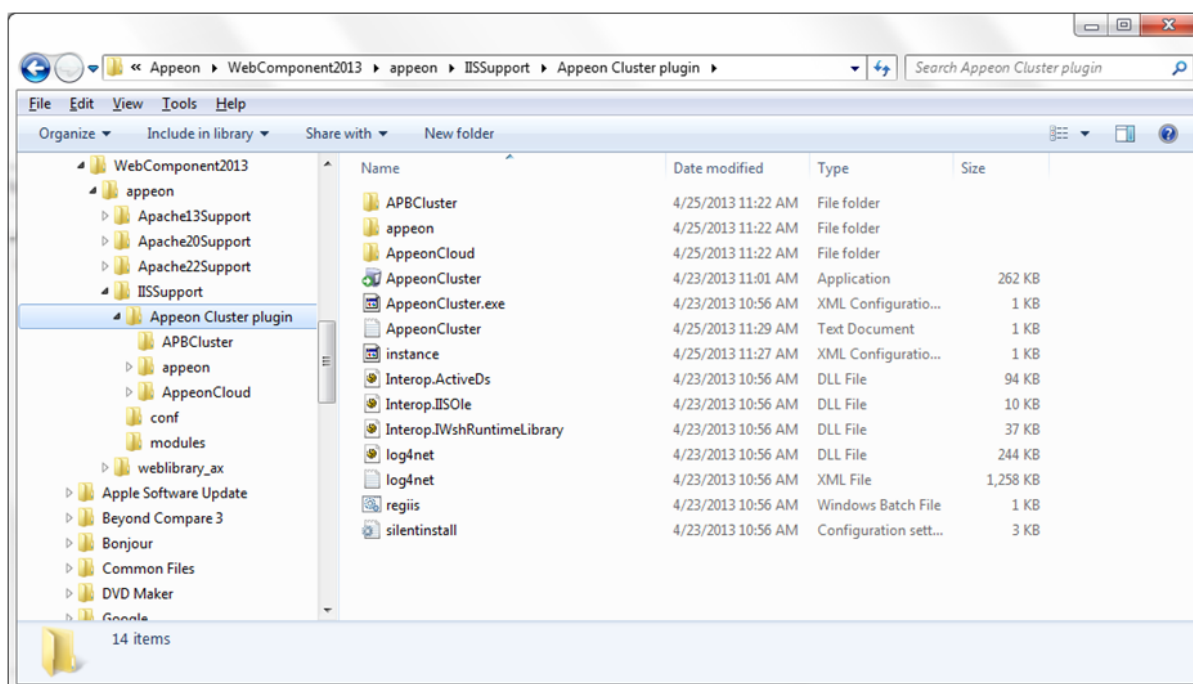 « Appeon ▸ WebComponent2013 ▸ appeon ▸ IISSupport ▸ Appeon Cluster plugin ▸ Search Appeon Cluster plugin
File Edit View Tools Help
Organize Include in library Share with New folder
WebComponent2013
appeon
Apache13Support
Apache20Support
Apache22Support
IISSupport
Appeon Cluster plugin
APBCluster
appeon
AppeonCloud
conf
modules
weblibrary_ax
Apple Software Update
Beyond Compare 3
Bonjour
Common Files
DVD Maker
Google
Name Date modified Type Size
APBCluster 4/25/2013 11:22 AM File folder
appeon 4/25/2013 11:22 AM File folder
AppeonCloud 4/25/2013 11:22 AM File folder
AppeonCluster 4/23/2013 11:01 AM Application 262 KB
AppeonCluster.exe 4/23/2013 10:56 AM XML Configuratio... 1 KB
AppeonCluster 4/25/2013 11:29 AM Text Document 1 KB
instance 4/25/2013 11:27 AM XML Configuratio... 1 KB
Interop.ActiveDs 4/23/2013 10:56 AM DLL File 94 KB
Interop.IISOle 4/23/2013 10:56 AM DLL File 10 KB
Interop.IWshRuntimeLibrary 4/23/2013 10:56 AM DLL File 37 KB
log4net 4/23/2013 10:56 AM DLL File 244 KB
log4net 4/23/2013 10:56 AM XML File 1,258 KB
regiis 4/23/2013 10:56 AM Windows Batch File 1 KB
silentinstall 4/23/2013 10:56 AM Configuration sett... 3 KB
14 items